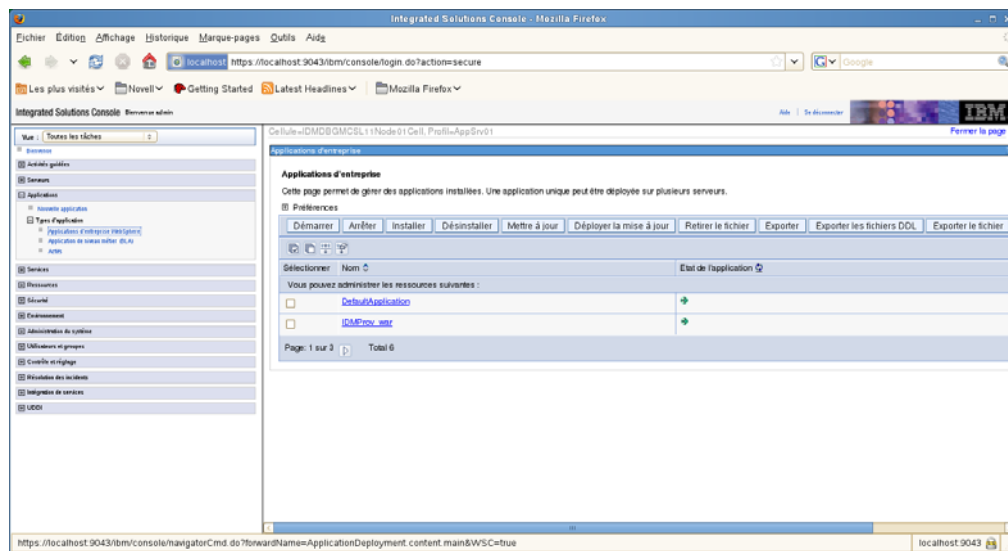 Integrated Solutions Console - Mozilla Firefox
Fichier Édition Affichage Historique Marque-pages Outils Aide
localhost https://localhost:9043/ibm/console/login.do?action=secure
Google
Les plus visités Novell Getting Started Latest Headlines Mozilla Firefox
Integrated Solutions Console Bienvenue admin
Aide Se déconnecter
IBM
Vue : Toutes les tâches
Cellule=IDMDBGMCSL11Node01Cell, Profil=AppSrv01
Fermer la page
Bienvenue
Activités guidées
Serveurs
Applications
Nouvelle application
Types d'application
Applications d'entreprise WebSphere
Application de niveau métier (BLA)
Actifs
Services
Ressources
Sécurité
Environnement
Administration du système
Utilisateurs et groupes
Contrôle et réglage
Résolution des incidents
Intégration de services
UDDI
Applications d'entreprise
Applications d'entreprise
Cette page permet de gérer des applications installées. Une application unique peut être déployée sur plusieurs serveurs.
Préférences
Démarrer Arrêter Installer Désinstaller Mettre à jour Déployer la mise à jour Retirer le fichier Exporter Exporter les fichiers DDL Exporter le fichier
Sélectionner Nom Etat de l'application
Vous pouvez administrer les ressources suivantes :
DefaultApplication
IDMProv_war
Page: 1 sur 3 Total 6
https://localhost:9043/ibm/console/navigatorCmd.do?forwardName=ApplicationDeployment.content.main&WSC=true
localhost:9043